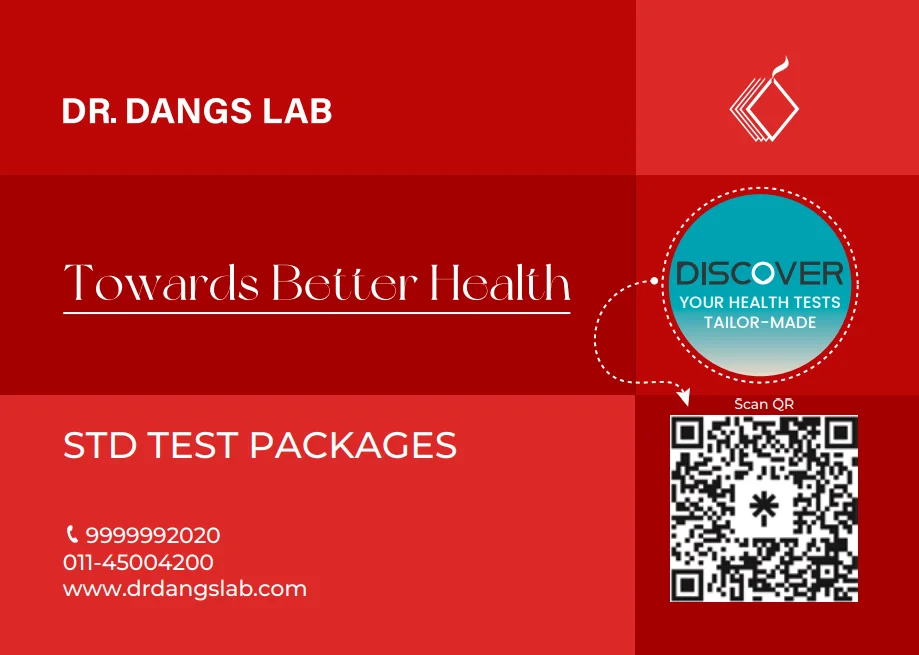 DR. DANGS LAB
Towards Better Health
DISCOVER
YOUR HEALTH TESTS
TAILOR-MADE
Scan QR
STD TEST PACKAGES
9999992020
011-45004200
www.drdangslab.com